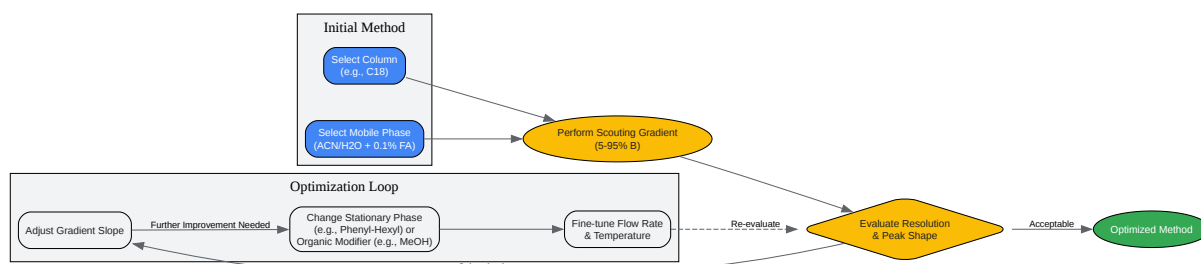 Initial Method
Select Column
(e.g., C18)
Select Mobile Phase
(ACN/H2O + 0.1% FA)
Perform Scouting Gradient
(5-95% B)
Optimization Loop
Adjust Gradient Slope
Further Improvement Needed
Change Stationary Phase
(e.g., Phenyl-Hexyl) or
Organic Modifier (e.g., MeOH)
Fine-tune Flow Rate
& Temperature
Re-evaluate
Evaluate Resolution
& Peak Shape
Acceptable
Optimized Method